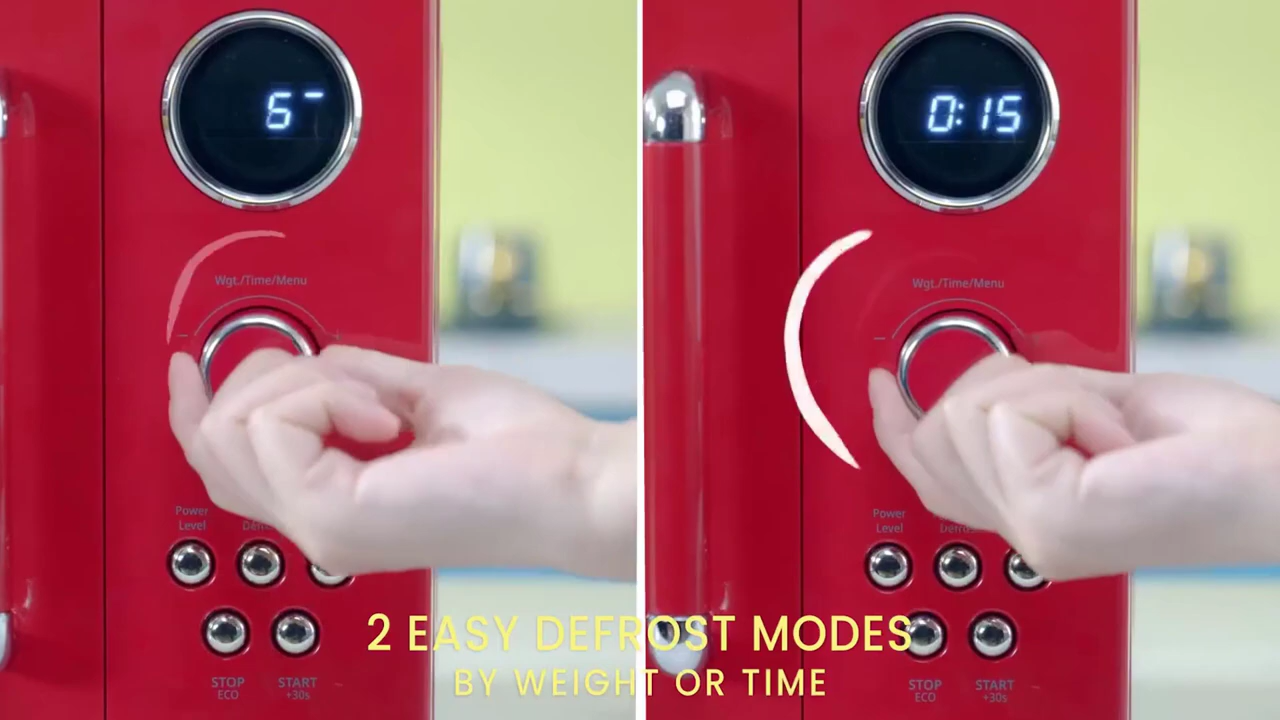 6-
0:15
Wgt./Time/Menu
Wgt./Time/Menu
-
Power
Level
Power
Level
STOP
ECO
START
+30s
STOP
ECO
START
+30s
2 EASY DEFROST MODES
BY WEIGHT OR TIME